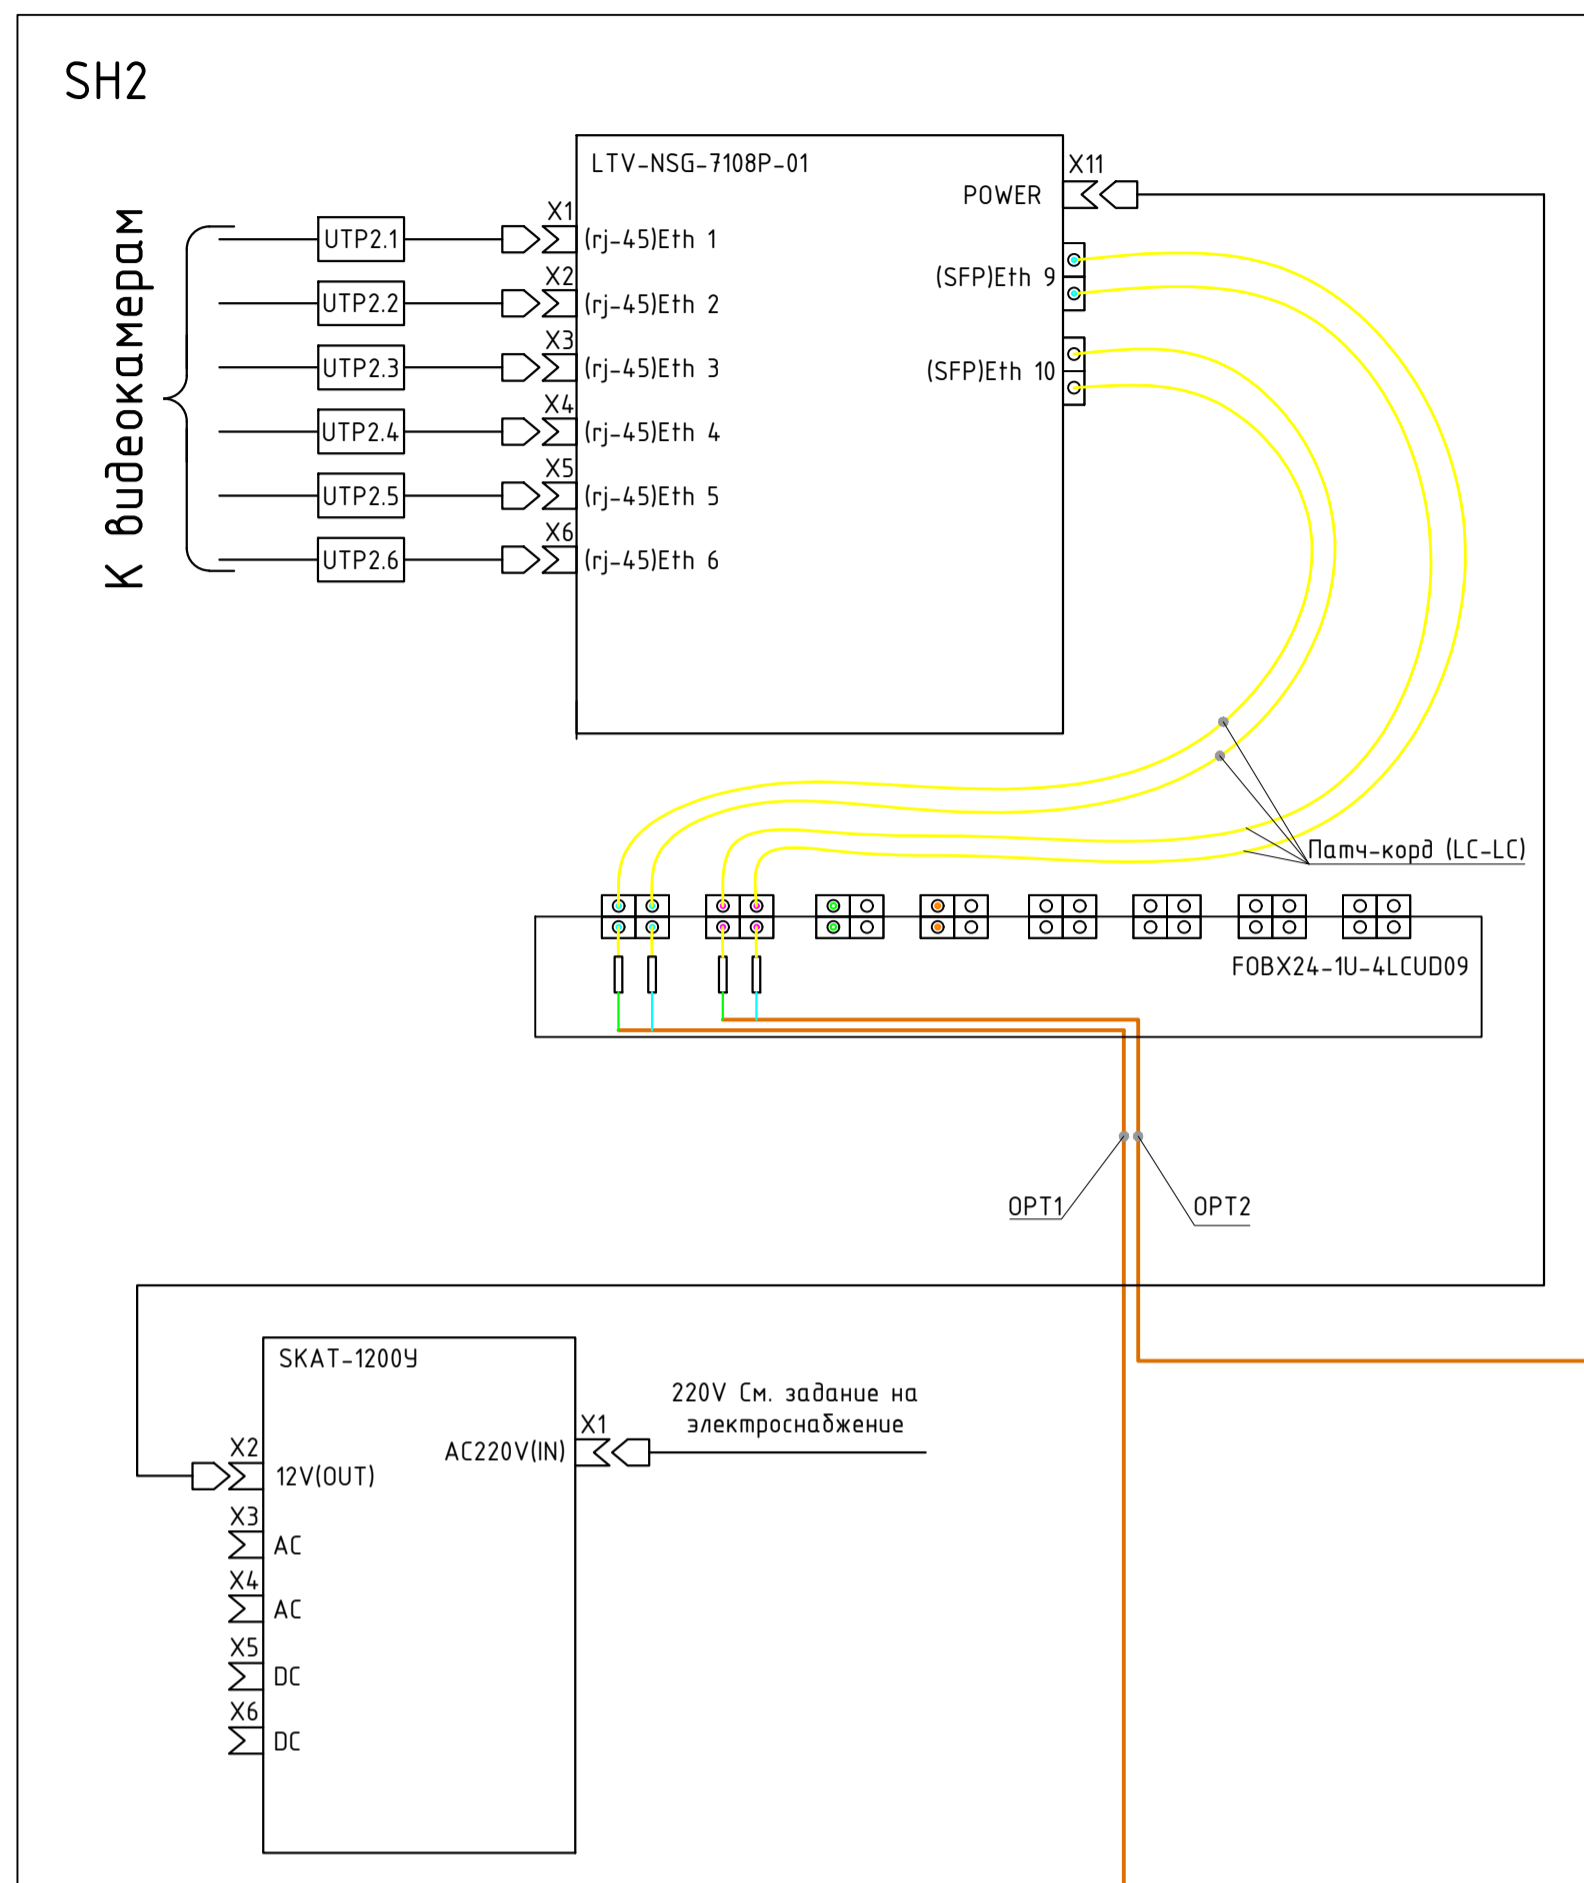 SH2
LTV-NSG-7108P-01
X11
POWER
К видеокамерам
UTP2.1
X1
(rj-45)Eth 1
UTP2.2
X2
(rj-45)Eth 2
(SFP)Eth 9
UTP2.3
X3
(rj-45)Eth 3
(SFP)Eth 10
UTP2.4
X4
(rj-45)Eth 4
UTP2.5
X5
(rj-45)Eth 5
UTP2.6
X6
(rj-45)Eth 6
Патч-корд (LC-LC)
FOBX24-1U-4LCUD09
OPT1
OPT2
SKAT-1200У
220V См. задание на
электроснабжение
X1
AC220V(IN)
X2
12V(OUT)
X3
AC
X4
AC
X5
DC
X6
DC